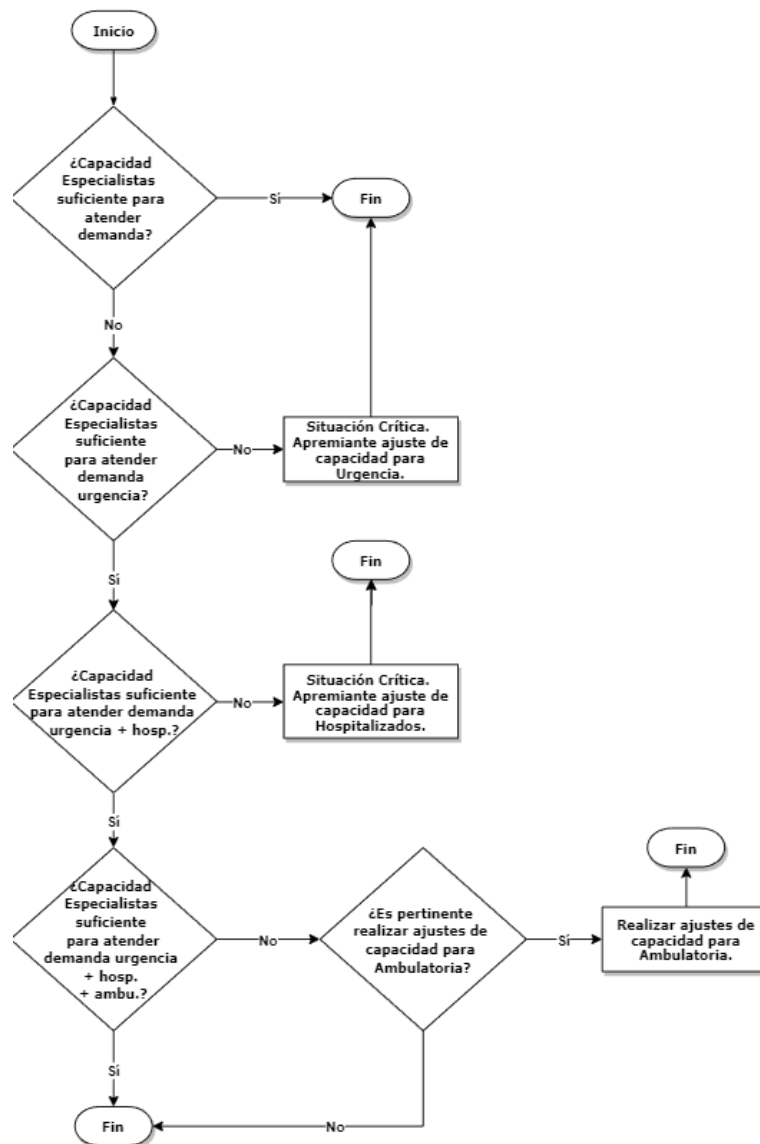 Inicio
¿Capacidad
Especialistas
suficiente para
atender
demanda?
Sí
Fin
No
¿Capacidad
Especialistas
suficiente
para atender
demanda
urgencia?
No
Situación Crítica.
Apremiante ajuste de
capacidad para
Urgencia.
Sí
Fin
¿Capacidad
Especialistas suficiente
para atender demanda
urgencia + hosp.?
No
Situación Crítica.
Apremiante ajuste de
capacidad para
Hospitalizados.
Sí
¿Capacidad
Especialistas
suficiente
para atender
demanda urgencia
+ hosp.
+ ambu.?
No
¿Es pertinente
realizar ajustes de
capacidad para
Ambulatoria?
Sí
Realizar ajustes de
capacidad para
Ambulatoria.
Fin
Sí
No
Fin